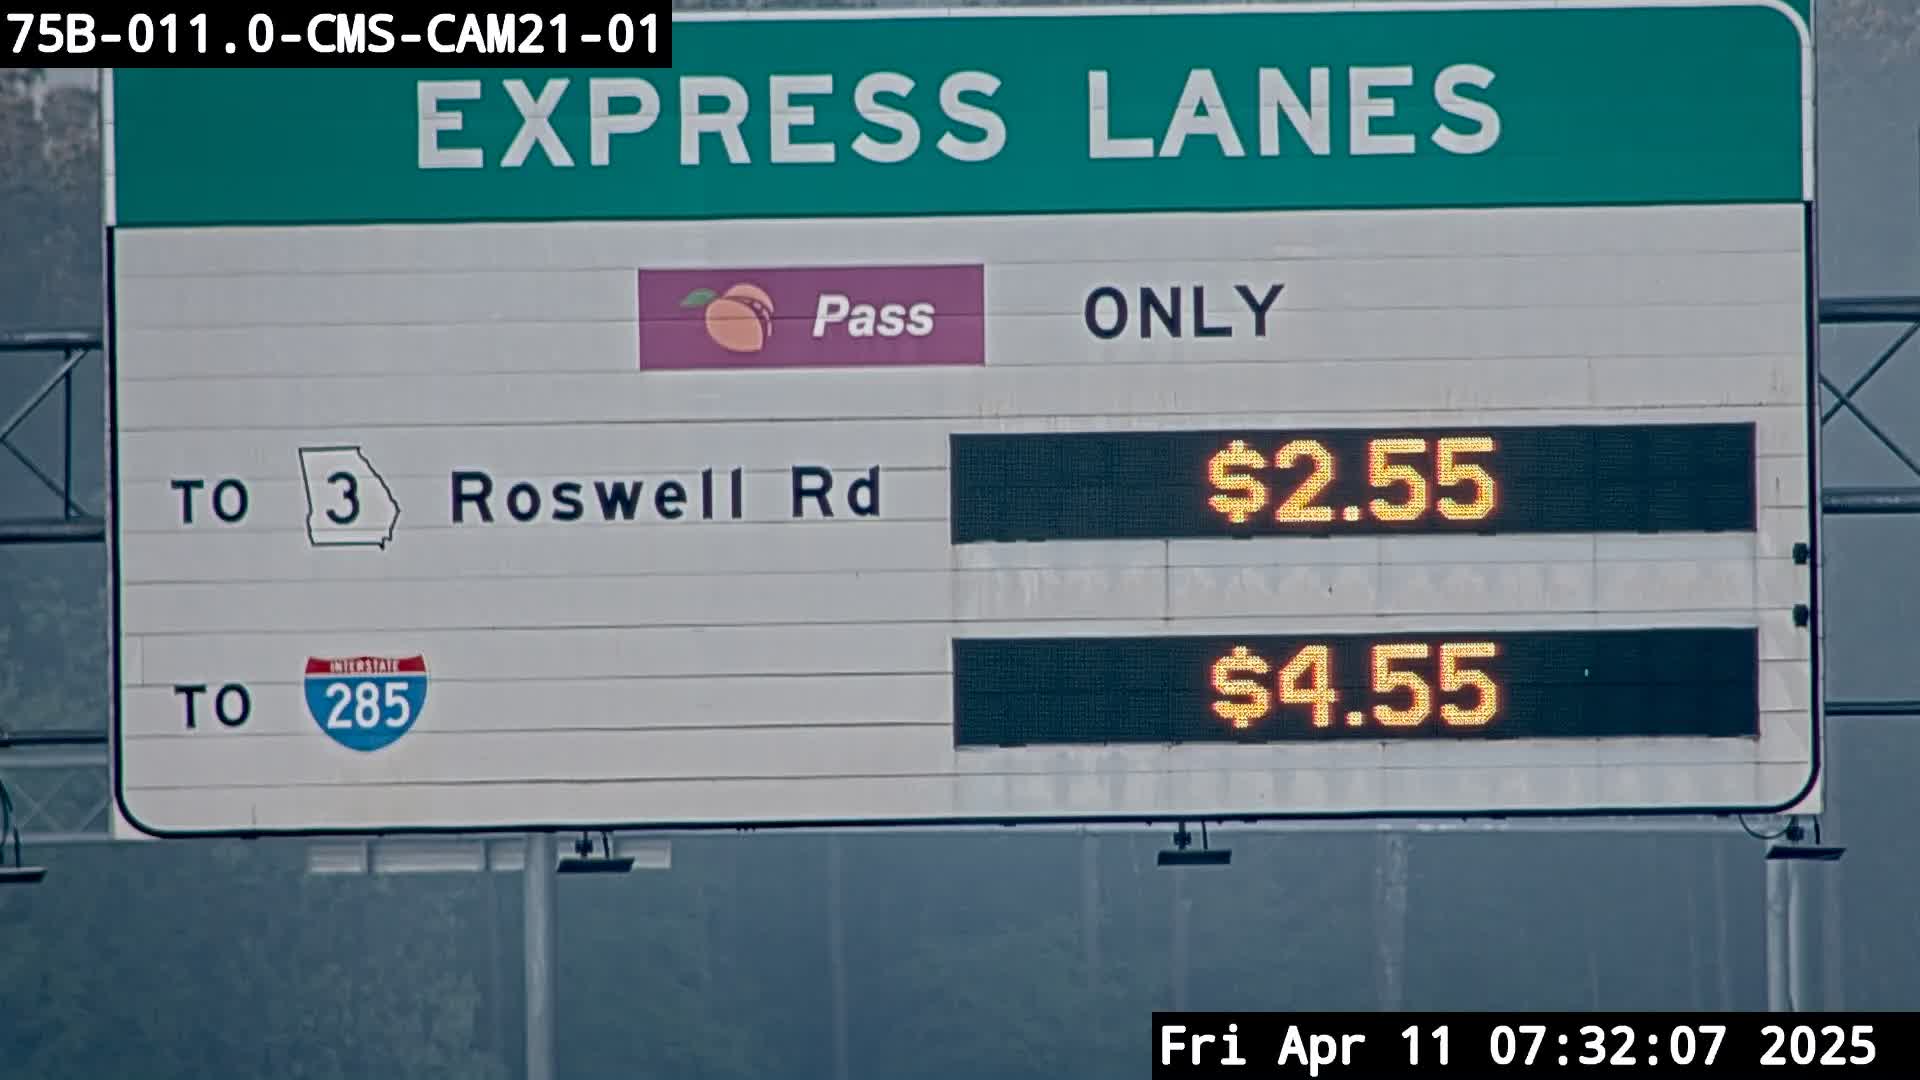 75B-011.0-CMS-CAM21-01
EXPRESS LANES
Pass ONLY
TO 3 Roswell Rd $2.55
TO INTERSTATE 285 $4.55
Fri Apr 11 07:32:07 2025